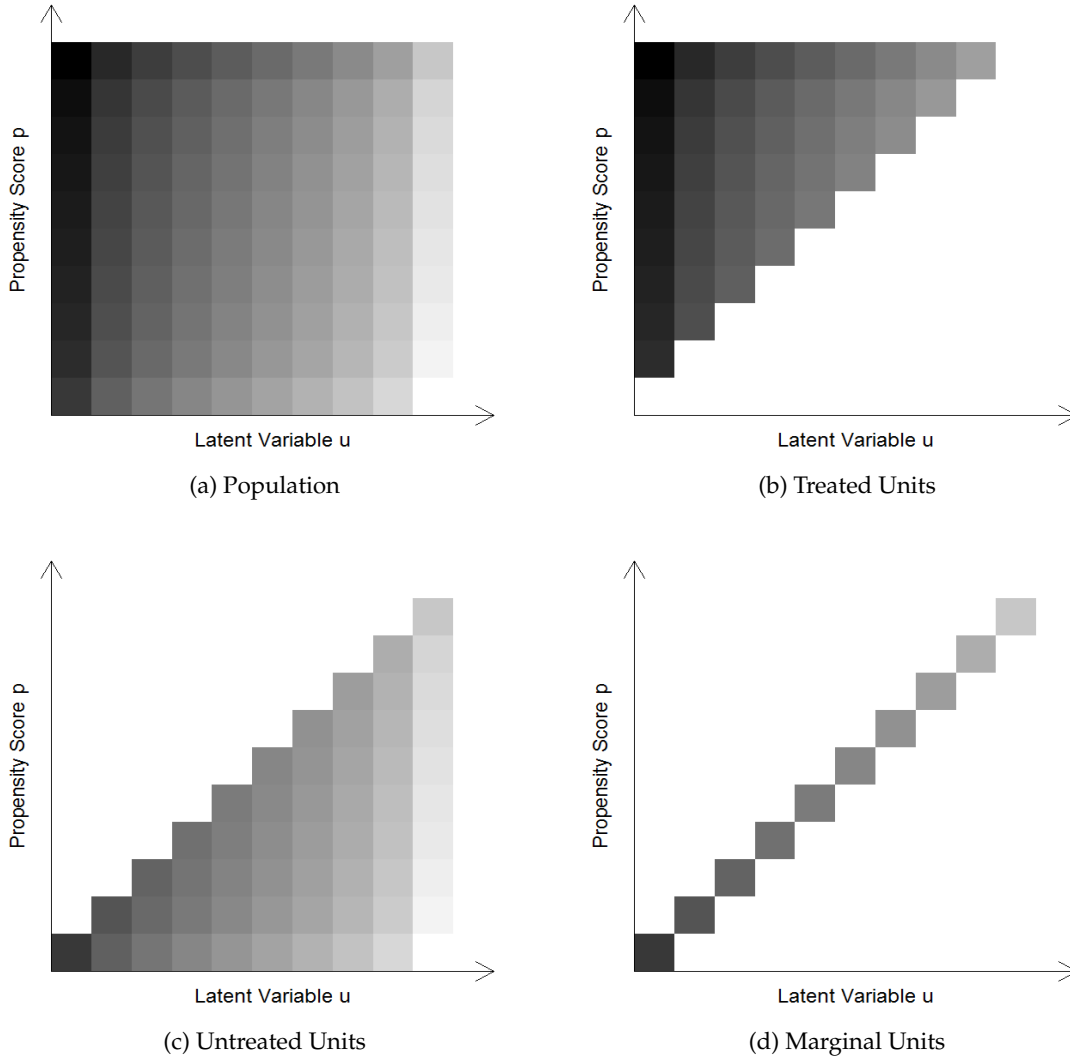 Propensity Score p
Latent Variable u
(a) Population
Propensity Score p
Latent Variable u
(b) Treated Units
Propensity Score p
Latent Variable u
(c) Untreated Units
Propensity Score p
Latent Variable u
(d) Marginal Units